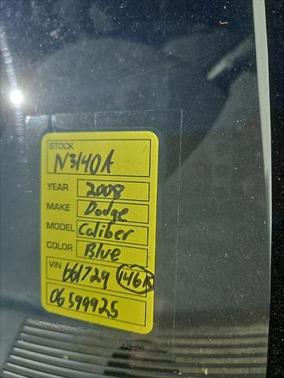 STOCK
N3140A
YEAR 2008
MAKE Dodge
MODEL Caliber
COLOR Blue
VIN 661729 146K
06599925